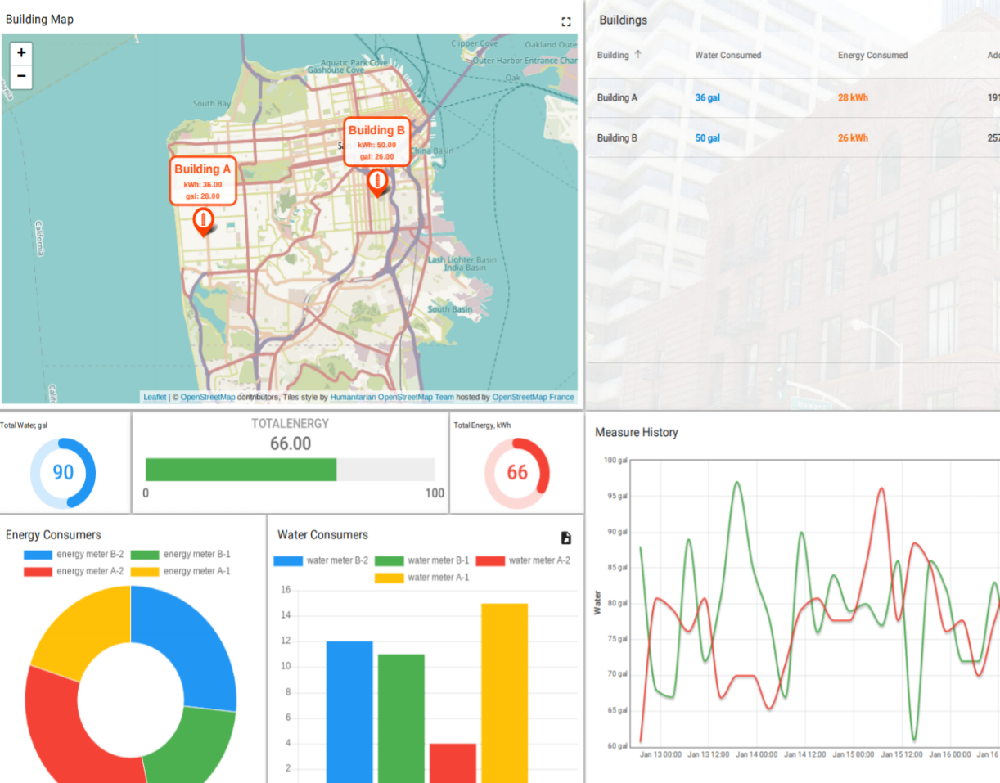 Building Map
+
−
Clipper Cove
Oakland Oute
Outer Harbor Entrance Char
Aquatic Park Cove
Gashouse Cove
Oak
South Bay
Building B
kWh: 50.00
gal: 26.00
China Basin
Building A
kWh: 36.00
gal: 28.00
California
Lash Lighter Basin
India Basin
South Basin
Leaflet | © OpenStreetMap contributors, Tiles style by Humanitarian OpenStreetMap Team hosted by OpenStreetMap France
Buildings
Building ↑ Water Consumed Energy Consumed Add
Building A 36 gal 28 kWh 191
Building B 50 gal 26 kWh 257
Total Water, gal
90
TOTALENERGY
66.00
0 100
Total Energy, kWh
66
Energy Consumers
energy meter B-2 energy meter B-1
energy meter A-2 energy meter A-1
Water Consumers
water meter B-2 water meter B-1 water meter A-2
water meter A-1
16
14
12
10
8
6
4
2
Measure History
Water
100 gal
95 gal
90 gal
85 gal
80 gal
75 gal
70 gal
65 gal
60 gal
Jan 13 00:00 Jan 13 12:00 Jan 14 00:00 Jan 14 12:00 Jan 15 00:00 Jan 15 12:00 Jan 16 00:00 Jan 16